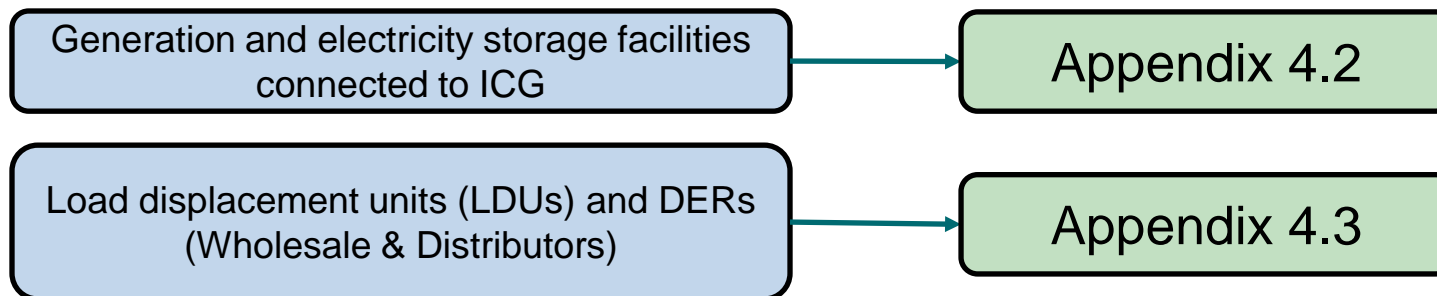 Generation and electricity storage facilities
connected to ICG
Appendix 4.2
Load displacement units (LDUs) and DERs
(Wholesale & Distributors)
Appendix 4.3